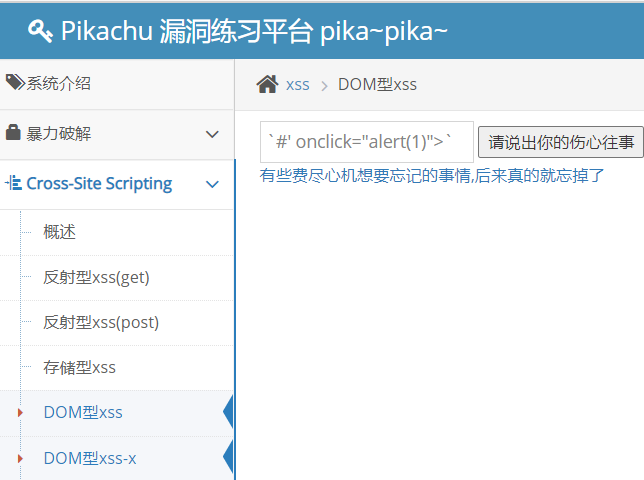 Pikachu 漏洞练习平台 pika~pika~
系统介绍
暴力破解
Cross-Site Scripting
概述
反射型xss(get)
反射型xss(post)
存储型xss
DOM型xss
DOM型xss-x
xss > DOM型xss
`#' onclick="alert(1)">`
请说出你的伤心往事
有些费尽心机想要忘记的事情,后来真的就忘掉了